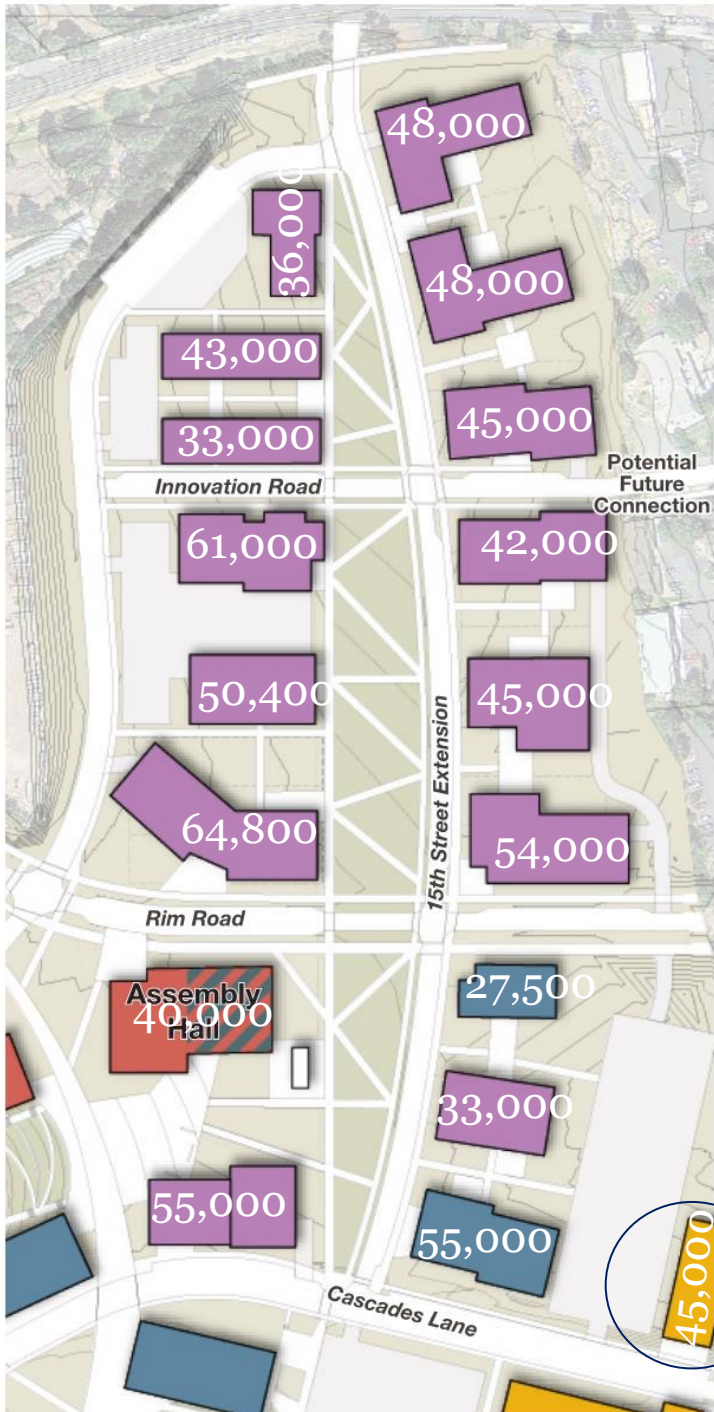 48,000
36,000
48,000
43,000
45,000
33,000
Potential
Future
Connection
Innovation Road
61,000
42,000
50,400
45,000
15th Street Extension
64,800
54,000
Rim Road
27,500
Assembly
Hall
40,000
33,000
55,000
55,000
45,000
Cascades Lane